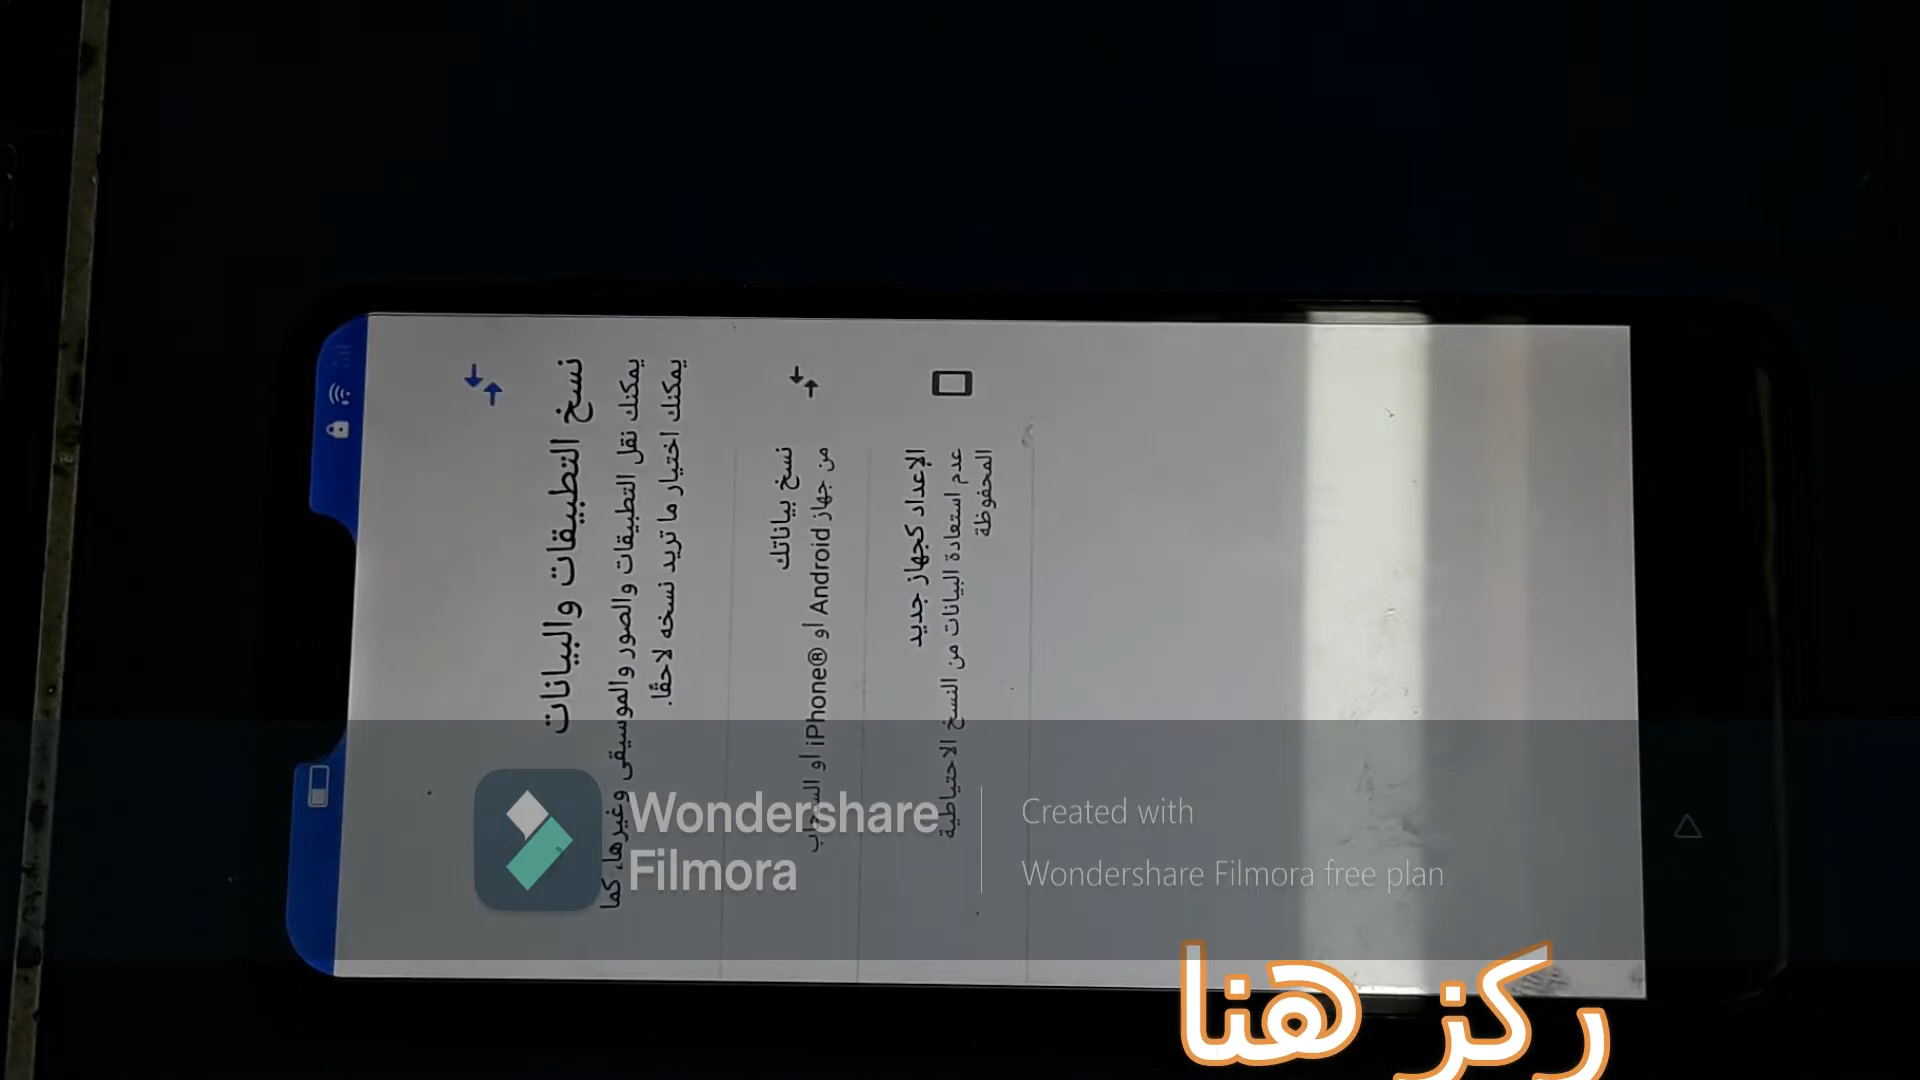 نسخ التطبيقات والبيانات
يمكنك نقل التطبيقات والصور والموسيقى وغيرها، كما
يمكنك اختيار ما تريد نسخه لاحقًا.
نسخ بياناتك
من جهاز Android أو iPhone® أو السحاب
الإعداد كجهاز جديد
عدم استعادة البيانات من النسخ الاحتياطية
المحفوظة
Wondershare
Filmora
Created with
Wondershare Filmora free plan
ركز هنا